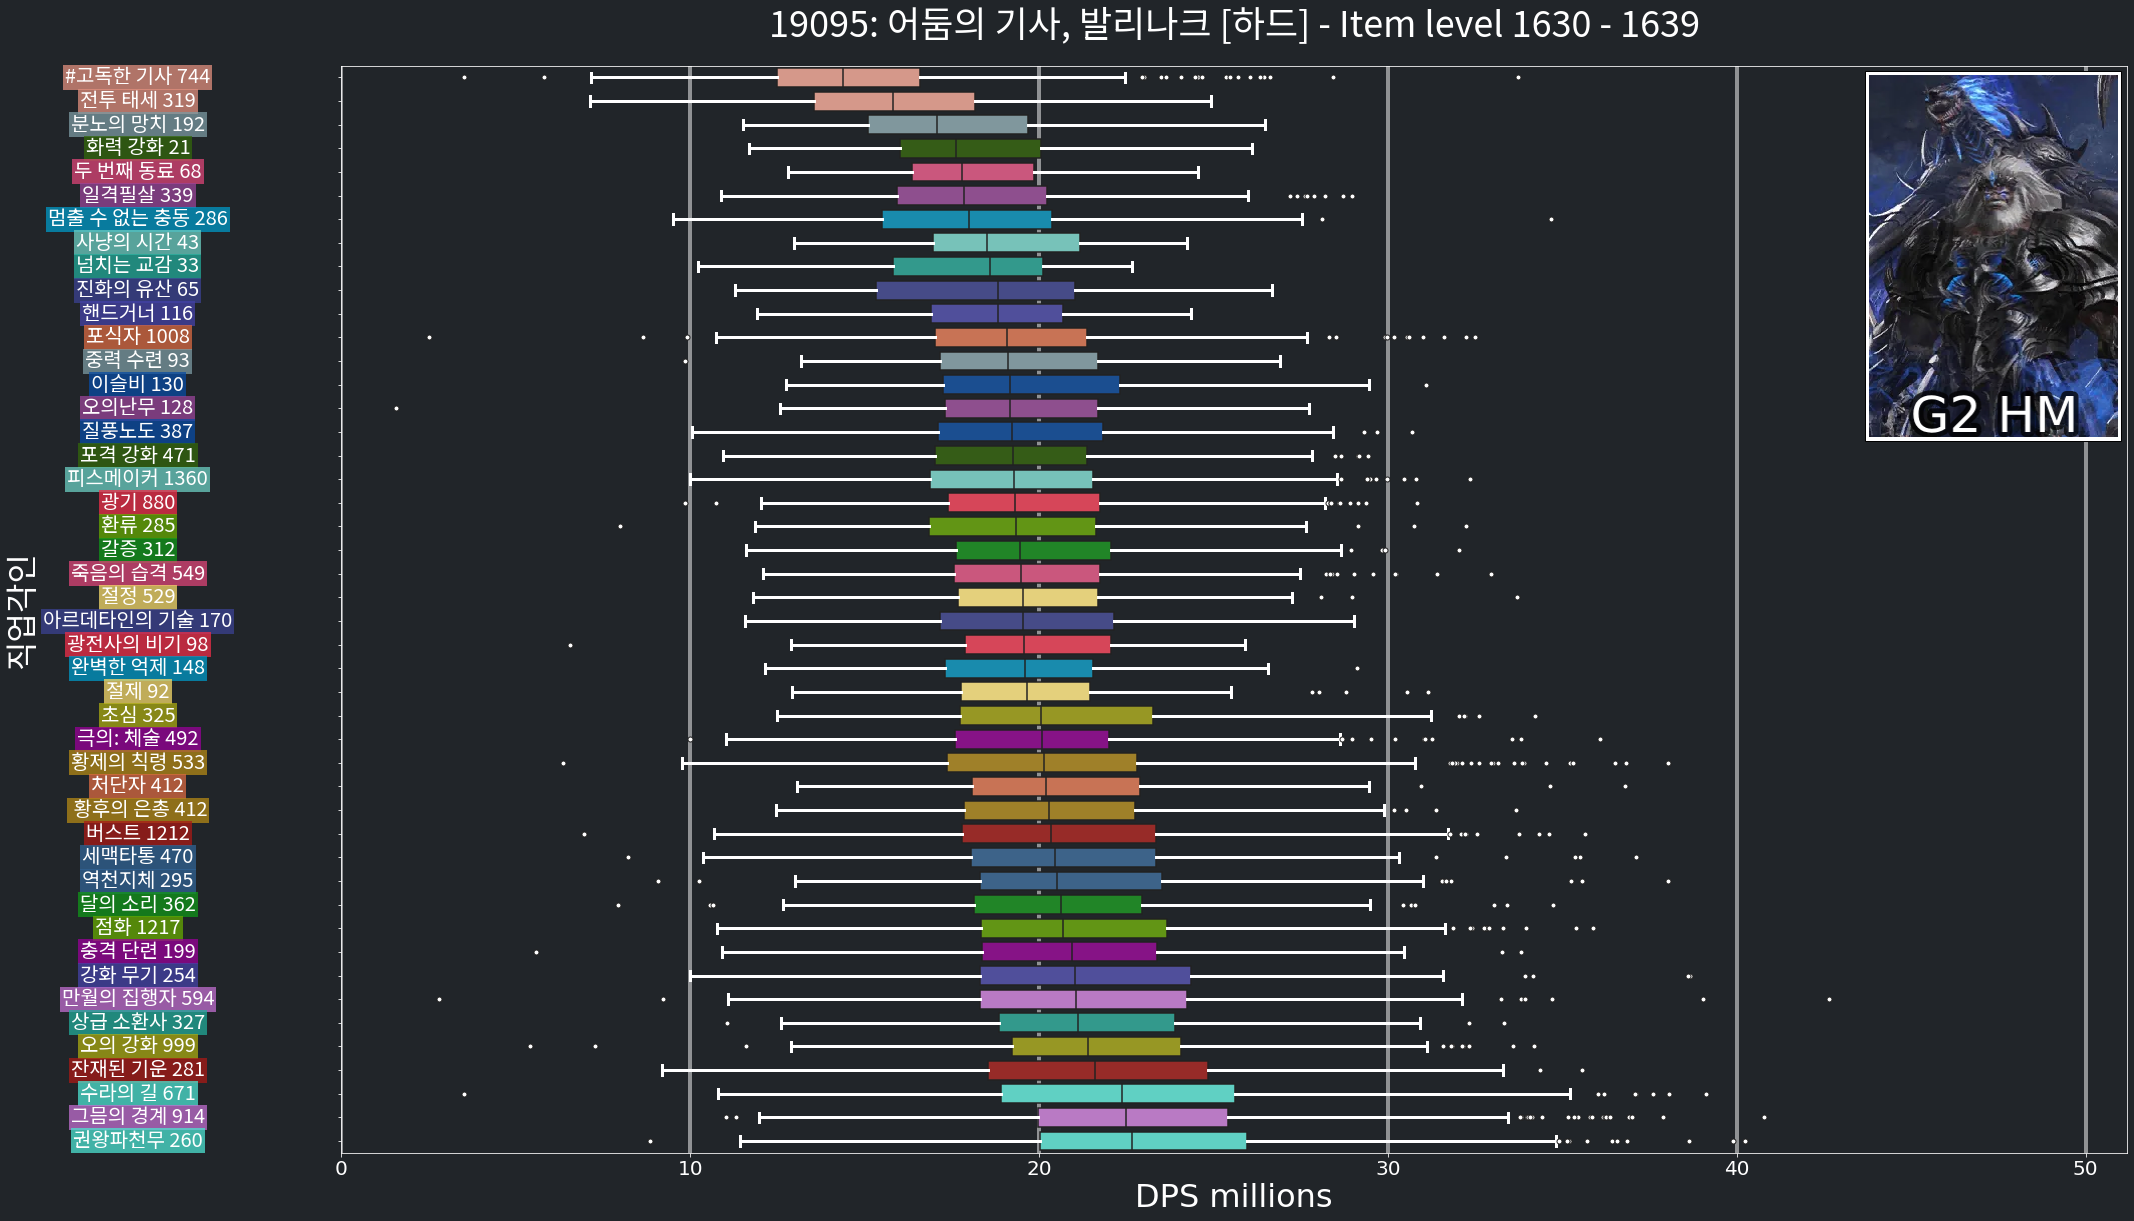 19095: 어둠의 기사, 발리나크 [하드] - Item level 1630 - 1639
#고독한 기사 744
전투 태세 319
분노의 망치 192
화력 강화 21
두 번째 동료 68
일격필살 339
멈출 수 없는 충동 286
사냥의 시간 43
넘치는 교감 33
진화의 유산 65
핸드거너 116
포식자 1008
중력 수련 93
이슬비 130
오의난무 128
질풍노도 387
포격 강화 471
피스메이커 1360
광기 880
환류 285
갈증 312
죽음의 습격 549
절정 529
아르데타인의 기술 170
광전사의 비기 98
완벽한 억제 148
절제 92
초심 325
극의: 체술 492
황제의 칙령 533
처단자 412
황후의 은총 412
버스트 1212
세맥타통 470
역천지체 295
달의 소리 362
점화 1217
충격 단련 199
강화 무기 254
만월의 집행자 594
상급 소환사 327
오의 강화 999
잔재된 기운 281
수라의 길 671
그믐의 경계 914
권왕파천무 260
직업각인
0 10 20 30 40 50
DPS millions
G2 HM